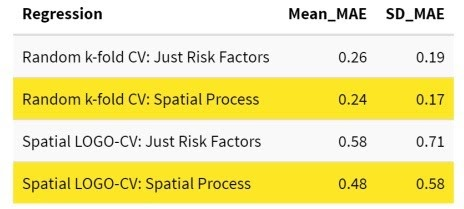 Regression Mean_MAE SD_MAE
Random k-fold CV: Just Risk Factors 0.26 0.19
Random k-fold CV: Spatial Process 0.24 0.17
Spatial LOGO-CV: Just Risk Factors 0.58 0.71
Spatial LOGO-CV: Spatial Process 0.48 0.58